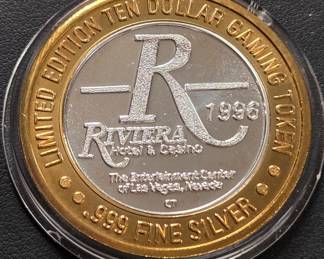 LIMITED EDITION TEN DOLLAR GAMING TOKEN
R
1996
RIVIERA
Hotel & Casino
The Entertainment Center
of Las Vegas, Nevada
CT
.999 FINE SILVER